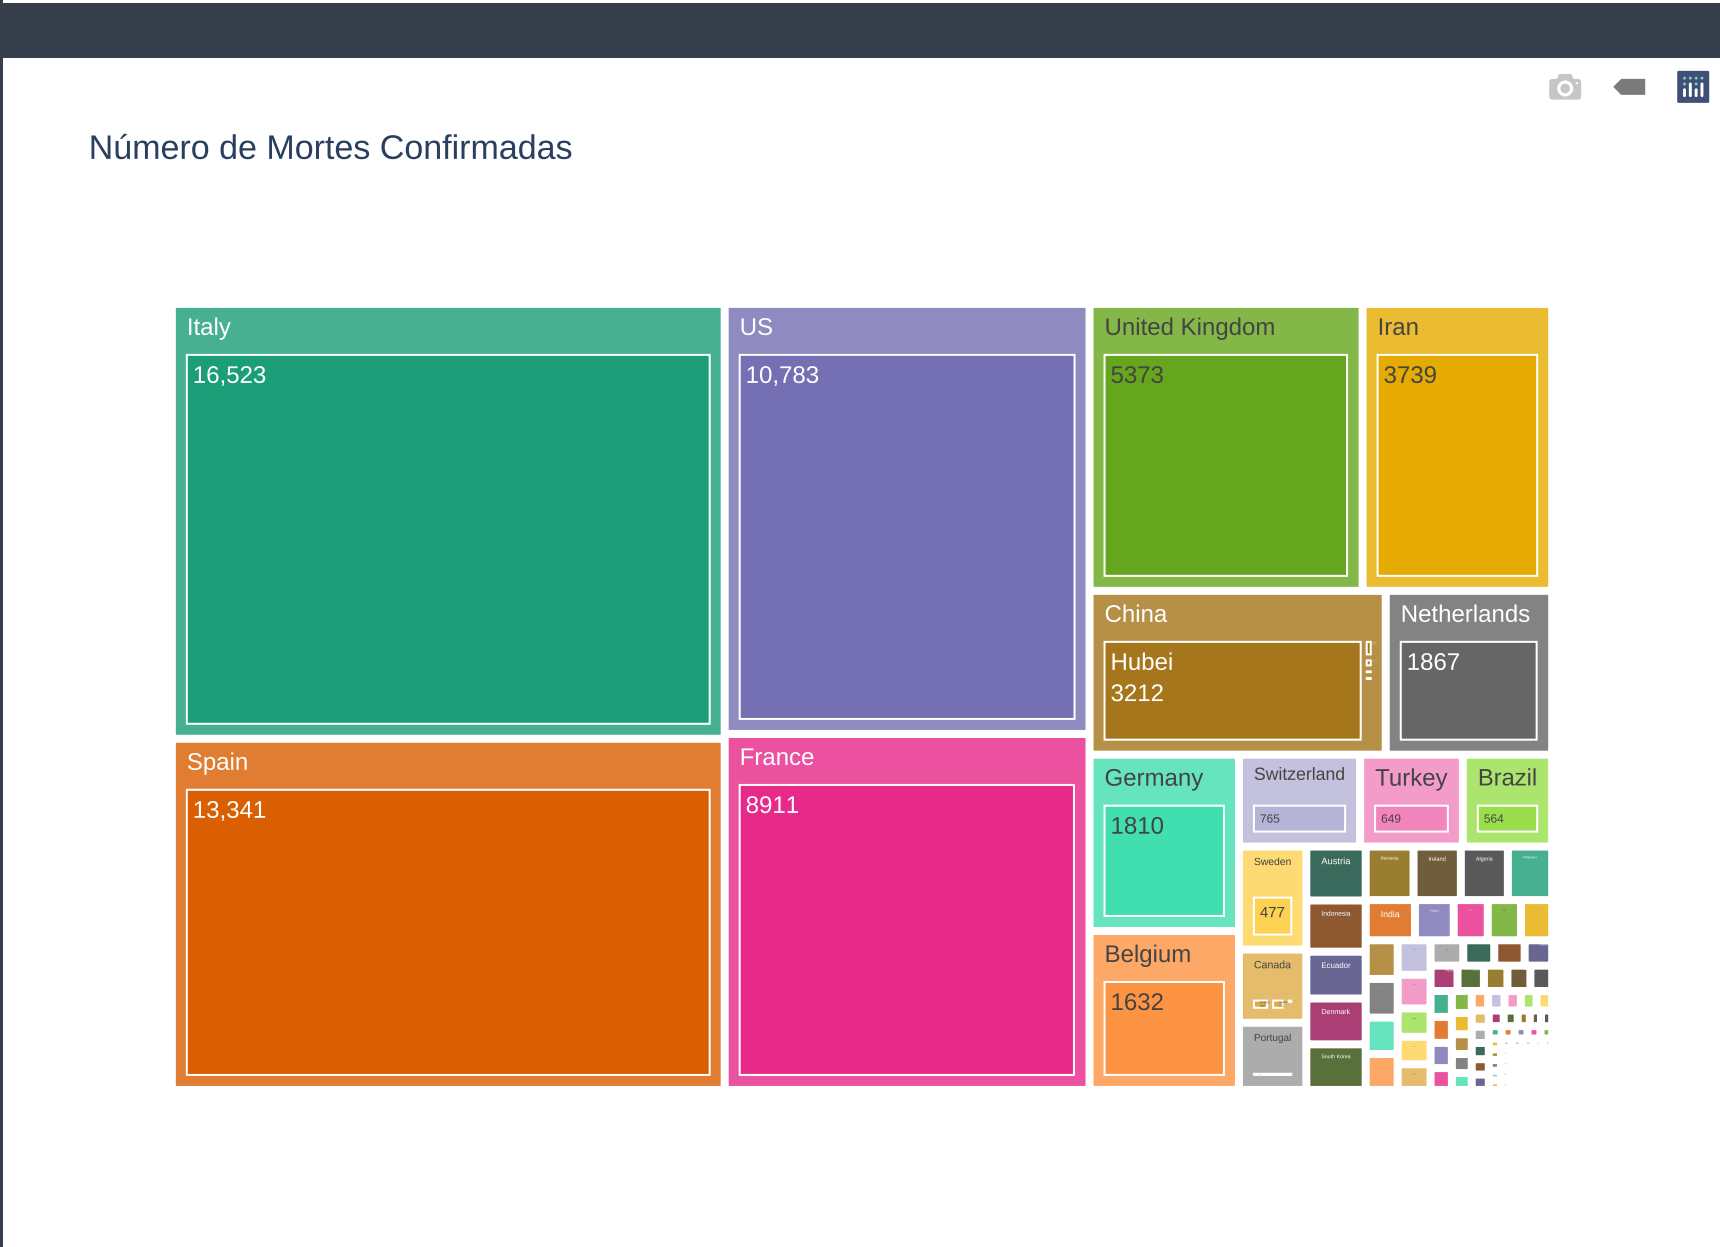 Número de Mortes Confirmadas
Italy
16,523
US
10,783
United Kingdom
5373
Iran
3739
China
Hubei
3212
Netherlands
1867
Spain
13,341
France
8911
Germany
1810
Switzerland
765
Turkey
649
Brazil
564
Belgium
1632
Sweden
477
Austria
Romania
Ireland
Algeria
Indonesia
India
Canada
Ecuador
Denmark
Portugal
South Korea